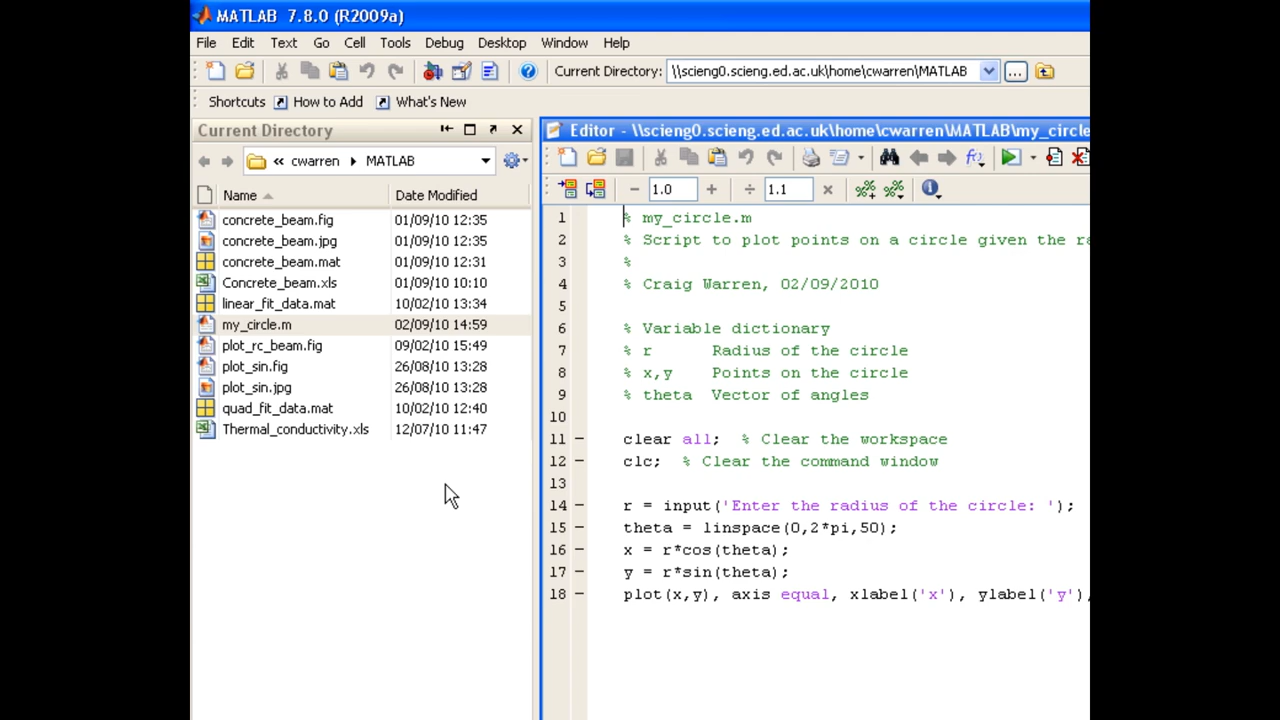 MATLAB 7.8.0 (R2009a)
File Edit Text Go Cell Tools Debug Desktop Window Help
Current Directory: \\scieng0.scieng.ed.ac.uk\home\cwarren\MATLAB ...
Shortcuts How to Add What's New
Current Directory
« cwarren MATLAB
Name Date Modified
concrete_beam.fig 01/09/10 12:35
concrete_beam.jpg 01/09/10 12:35
concrete_beam.mat 01/09/10 12:31
Concrete_beam.xls 01/09/10 10:10
linear_fit_data.mat 10/02/10 13:34
my_circle.m 02/09/10 14:59
plot_rc_beam.fig 09/02/10 15:49
plot_sin.fig 26/08/10 13:28
plot_sin.jpg 26/08/10 13:28
quad_fit_data.mat 10/02/10 12:40
Thermal_conductivity.xls 12/07/10 11:47
Editor - \\scieng0.scieng.ed.ac.uk\home\cwarren\MATLAB\my_circle
− 1.0 + ÷ 1.1 ×
1 % my_circle.m
2 % Script to plot points on a circle given the ra
3 %
4 % Craig Warren, 02/09/2010
5
6 % Variable dictionary
7 % r Radius of the circle
8 % x,y Points on the circle
9 % theta Vector of angles
10
11 − clear all; % Clear the workspace
12 − clc; % Clear the command window
13
14 − r = input('Enter the radius of the circle: ');
15 − theta = linspace(0,2*pi,50);
16 − x = r*cos(theta);
17 − y = r*sin(theta);
18 − plot(x,y), axis equal, xlabel('x'), ylabel('y'),